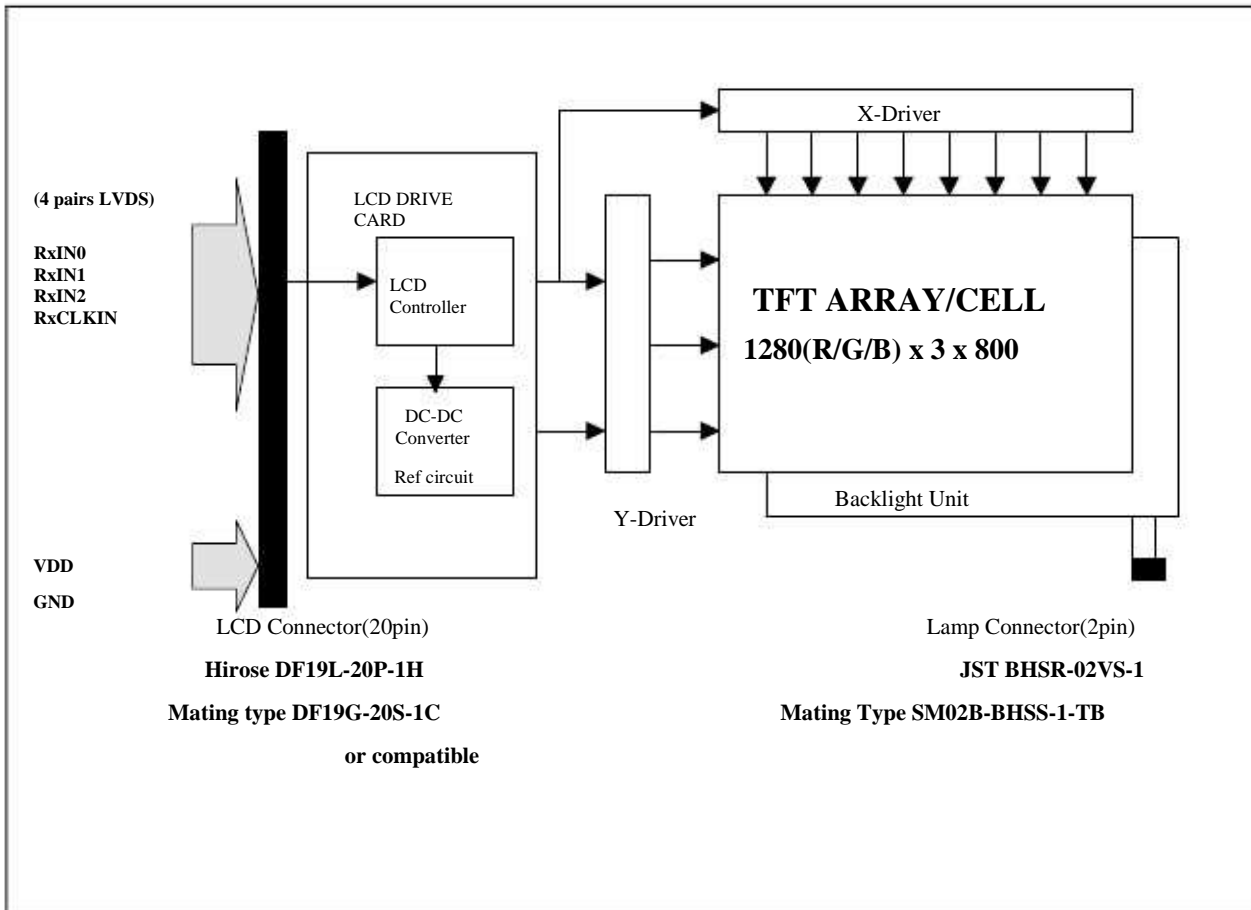 X-Driver
(4 pairs LVDS)
LCD DRIVE
CARD
RxIN0
RxIN1
RxIN2
RxCLKIN
LCD
Controller
TFT ARRAY/CELL
1280(R/G/B) x 3 x 800
DC-DC
Converter
Ref circuit
Backlight Unit
Y-Driver
VDD
GND
LCD Connector(20pin)
Hirose DF19L-20P-1H
Mating type DF19G-20S-1C
or compatible
Lamp Connector(2pin)
JST BHSR-02VS-1
Mating Type SM02B-BHSS-1-TB